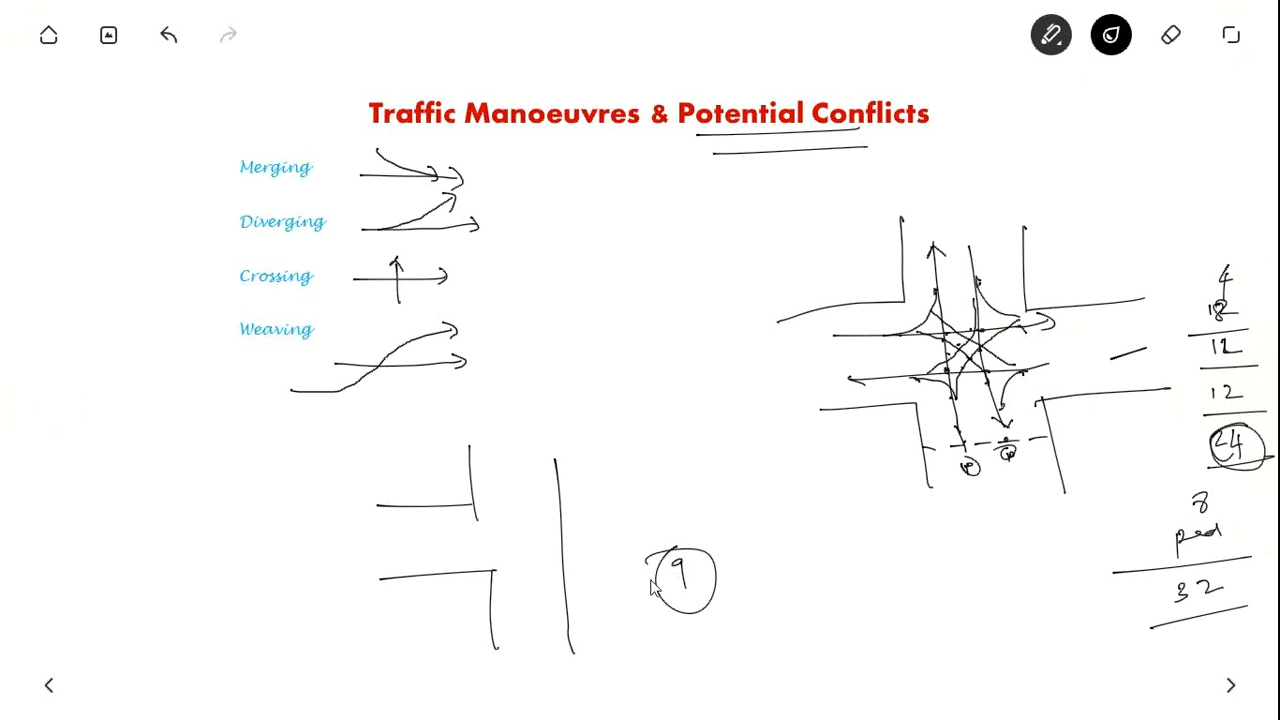 Traffic Manoeuvres & Potential Conflicts
Merging
Diverging
Crossing
Weaving
4
12
12
24
8
ped
32
9